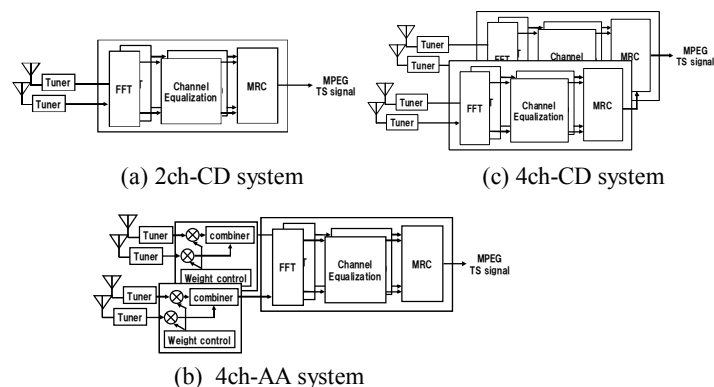 Tuner
Tuner
FFT
Channel
Equalization
MRC
MPEG
TS signal
(a) 2ch-CD system
Tuner
Tuner
FFT
Channel
MRC
MPEG
TS signal
Tuner
Tuner
FFT
Channel
Equalization
MRC
(c) 4ch-CD system
Tuner
combiner
Tuner
Weight control
Tuner
combiner
Tuner
Weight control
FFT
Channel
Equalization
MRC
MPEG
TS signal
(b) 4ch-AA system